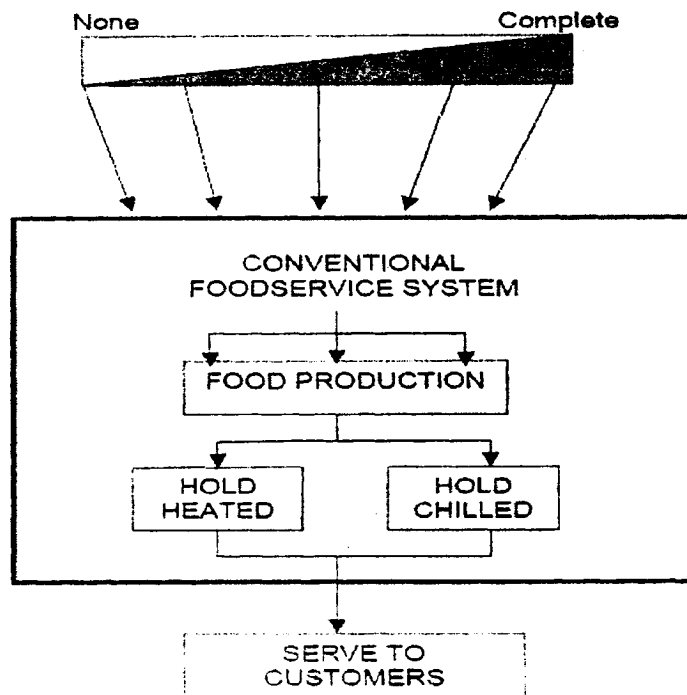 None
Complete
CONVENTIONAL
FOODSERVICE SYSTEM
FOOD PRODUCTION
HOLD
HEATED
HOLD
CHILLED
SERVE TO
CUSTOMERS